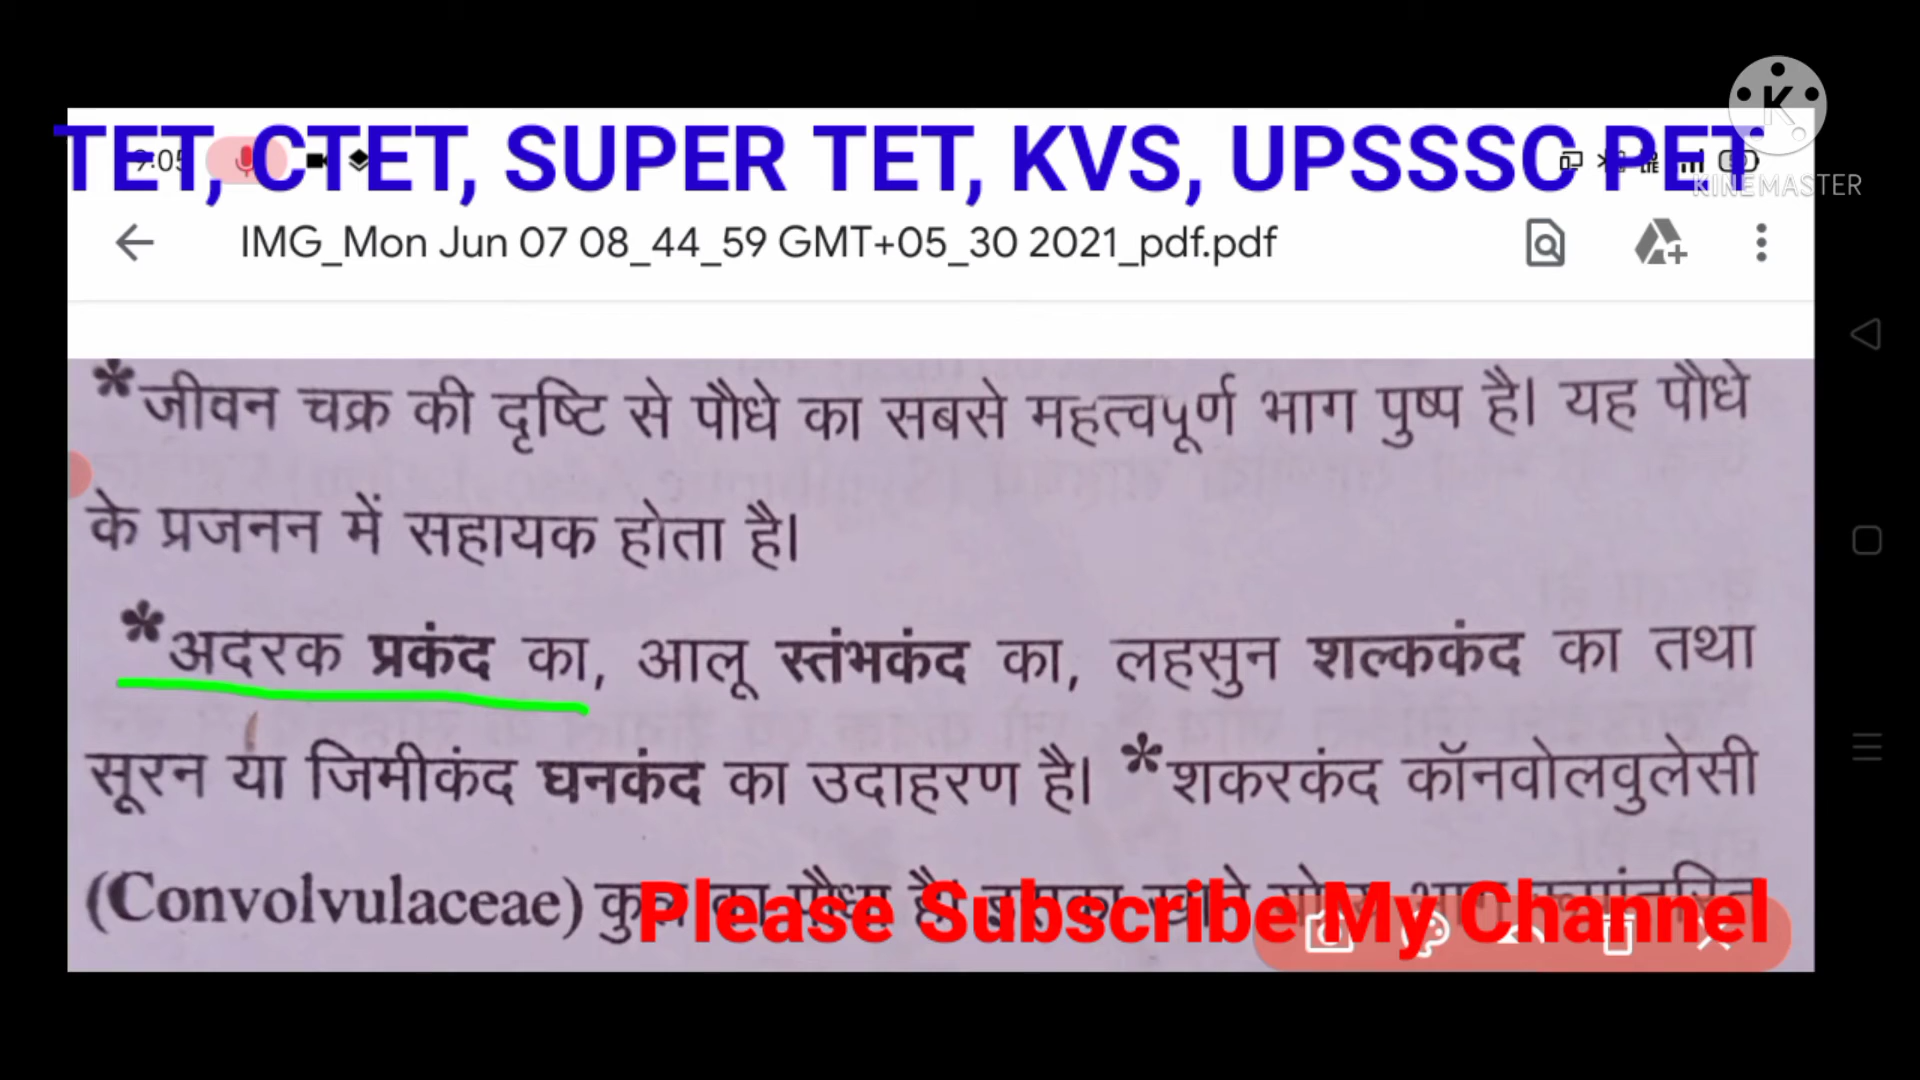 TET, CTET, SUPER TET, KVS, UPSSSC PET
9:05
KINEMASTER
IMG_Mon Jun 07 08_44_59 GMT+05_30 2021_pdf.pdf
*जीवन चक्र की दृष्टि से पौधे का सबसे महत्वपूर्ण भाग पुष्प है। यह पौधे
के प्रजनन में सहायक होता है।
*अदरक प्रकंद का, आलू स्तंभकंद का, लहसुन शल्ककंद का तथा
सूरन या जिमीकंद घनकंद का उदाहरण है। *शकरकंद कॉनवोलवुलेसी
(Convolvulaceae) कुल का पौधा है।
Please Subscribe My Channel